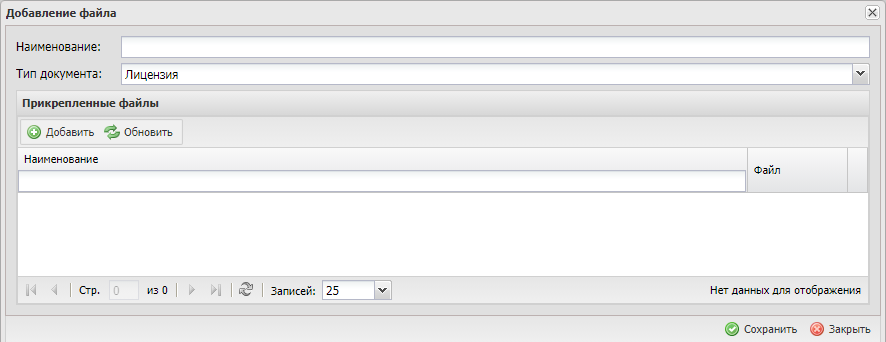 Добавление файла
Наименование:
Тип документа: Лицензия
Прикрепленные файлы
Добавить Обновить
Наименование Файл
Стр. 0 из 0 Записей: 25 Нет данных для отображения
Сохранить Закрыть